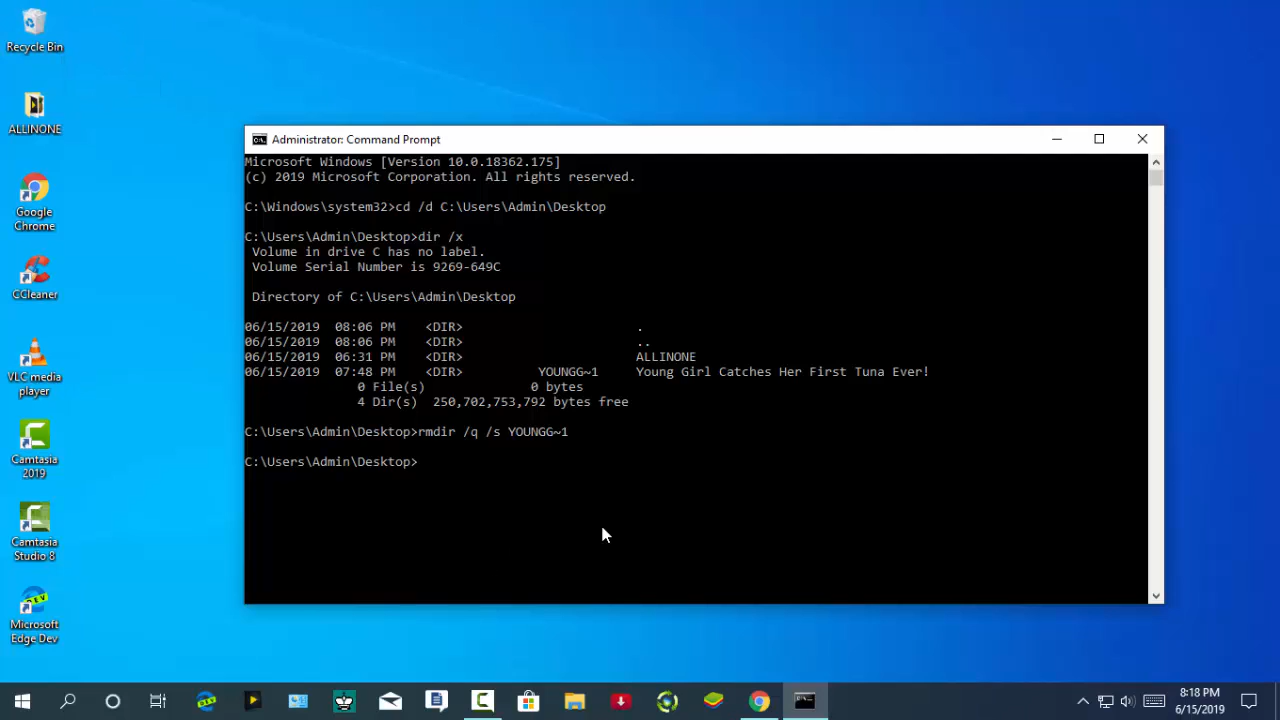 Recycle Bin
ALLINONE
Google
Chrome
CCleaner
VLC media
player
Camtasia
2019
Camtasia
Studio 8
DEV
Microsoft
Edge Dev
Administrator: Command Prompt
Microsoft Windows [Version 10.0.18362.175]
(c) 2019 Microsoft Corporation. All rights reserved.
C:\Windows\system32>cd /d C:\Users\Admin\Desktop
C:\Users\Admin\Desktop>dir /x
Volume in drive C has no label.
Volume Serial Number is 9269-649C
Directory of C:\Users\Admin\Desktop
06/15/2019 08:06 PM <DIR> .
06/15/2019 08:06 PM <DIR> ..
06/15/2019 06:31 PM <DIR> ALLINONE
06/15/2019 07:48 PM <DIR> YOUNGG~1 Young Girl Catches Her First Tuna Ever!
0 File(s) 0 bytes
4 Dir(s) 250,702,753,792 bytes free
C:\Users\Admin\Desktop>rmdir /q /s YOUNGG~1
C:\Users\Admin\Desktop>
8:18 PM
6/15/2019